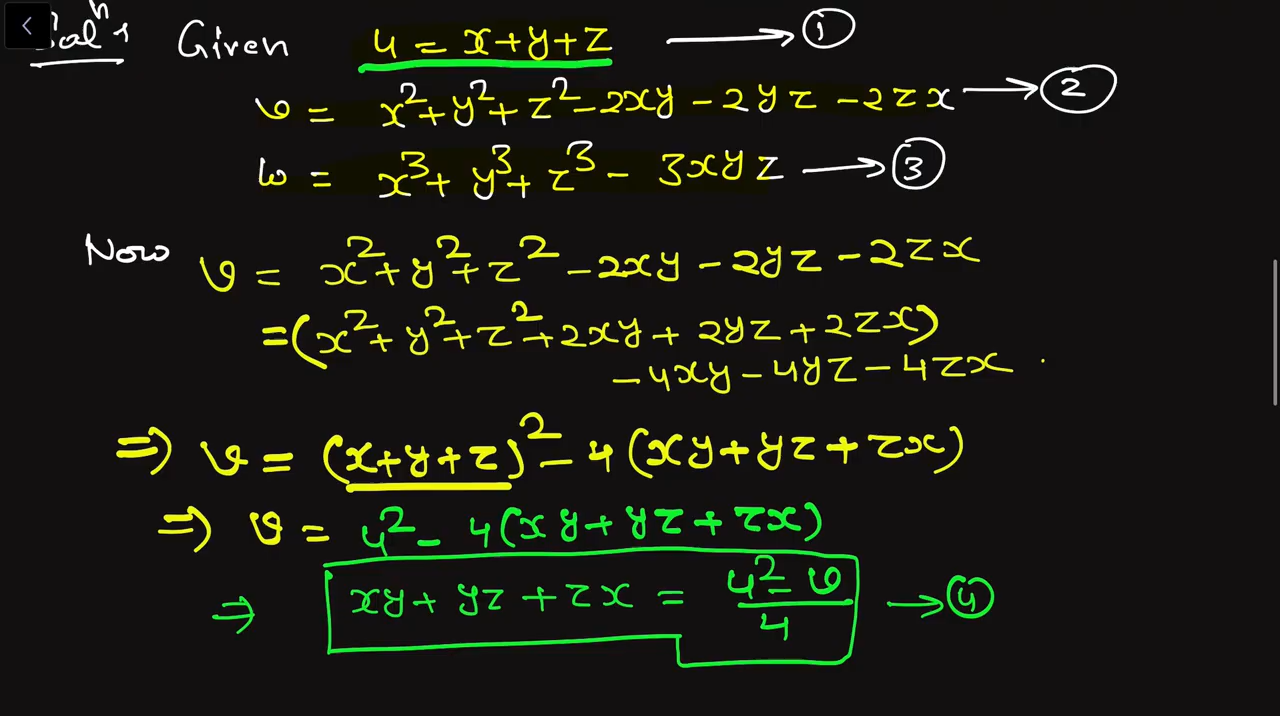 Solⁿ: Given u = x+y+z → ①
v = x² + y² + z² - 2xy - 2yz - 2zx → ②
w = x³ + y³ + z³ - 3xyz → ③
Now v = x² + y² + z² - 2xy - 2yz - 2zx
= (x² + y² + z² + 2xy + 2yz + 2zx)
- 4xy - 4yz - 4zx
⇒ v = (x+y+z)² - 4(xy+yz+zx)
⇒ v = u² - 4(xy+yz+zx)
⇒ xy+yz+zx = (u² - v)/4 → ④